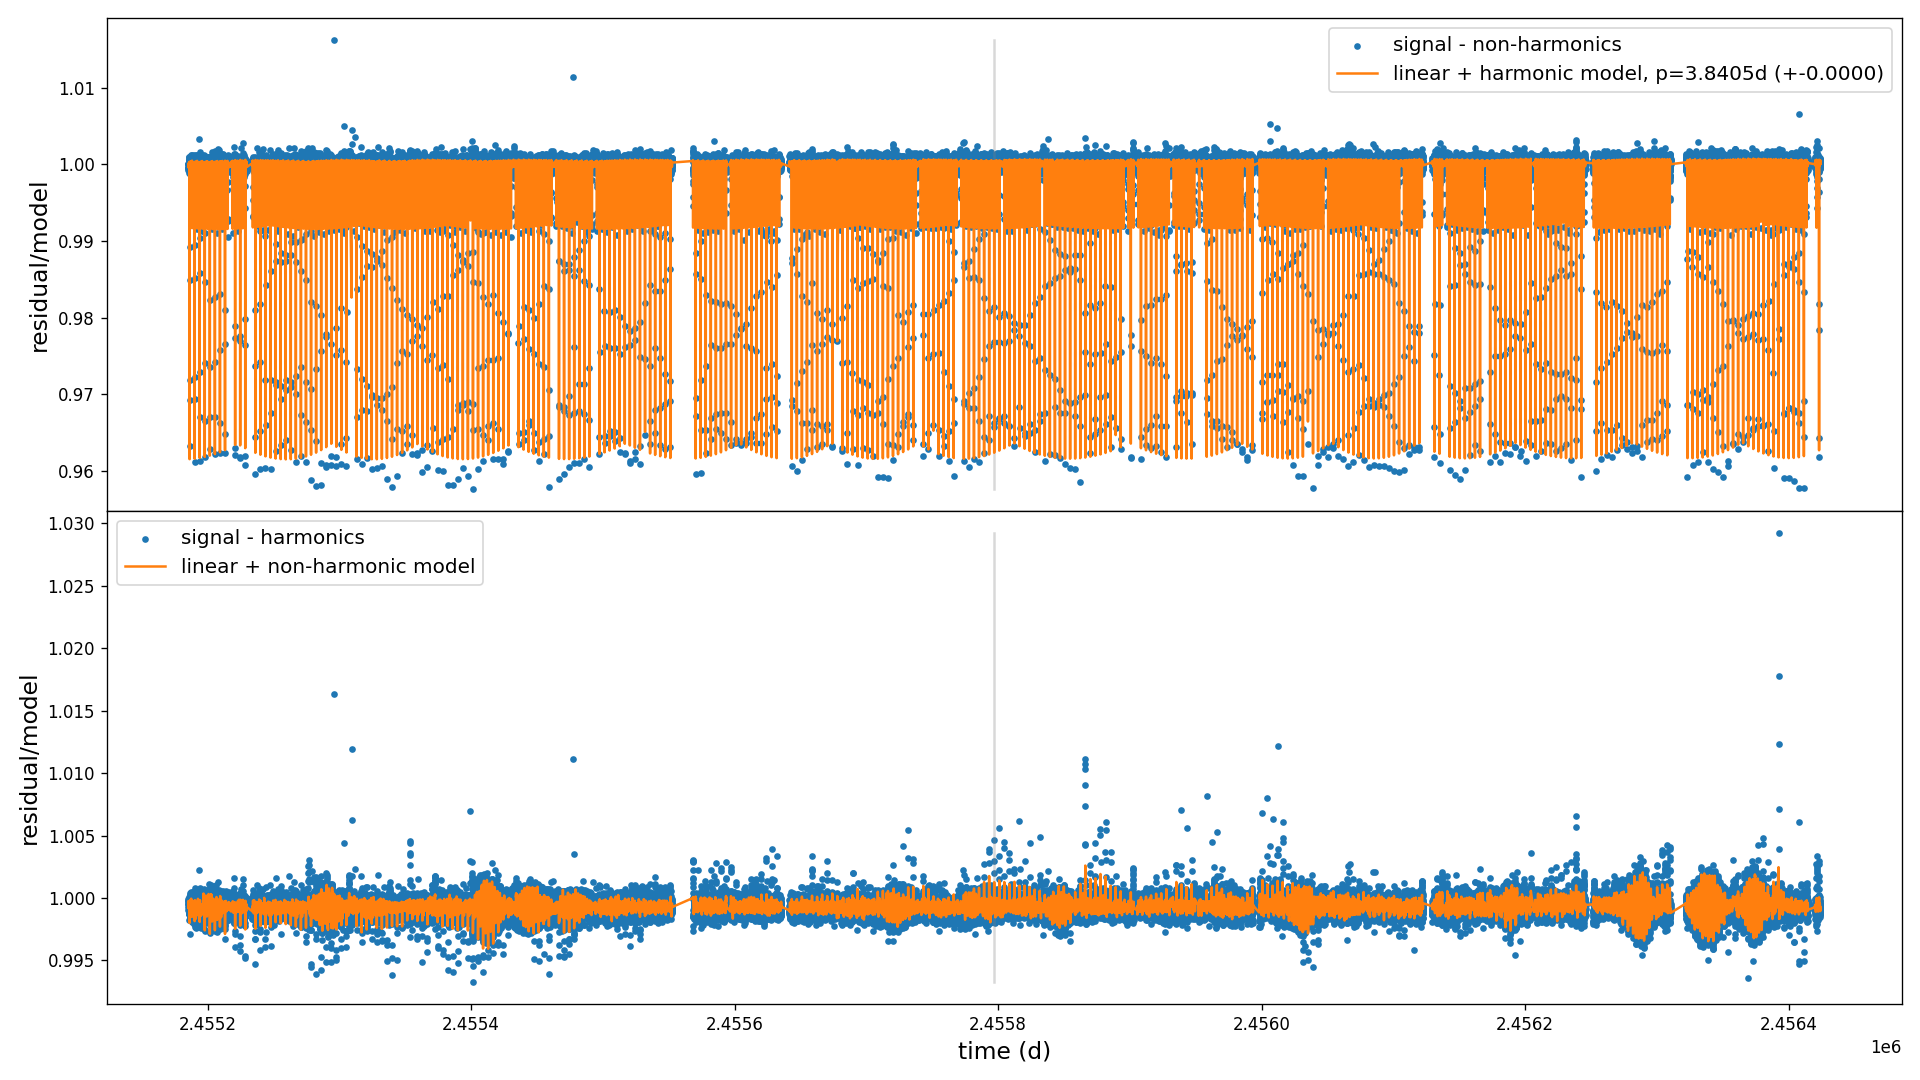 signal - non-harmonics
linear + harmonic model, p=3.8405d (+-0.0000)
1.01
1.00
0.99
0.98
0.97
0.96
residual/model
signal - harmonics
linear + non-harmonic model
1.030
1.025
1.020
1.015
1.010
1.005
1.000
0.995
residual/model
2.4552 2.4554 2.4556 2.4558 2.4560 2.4562 2.4564
1e6
time (d)